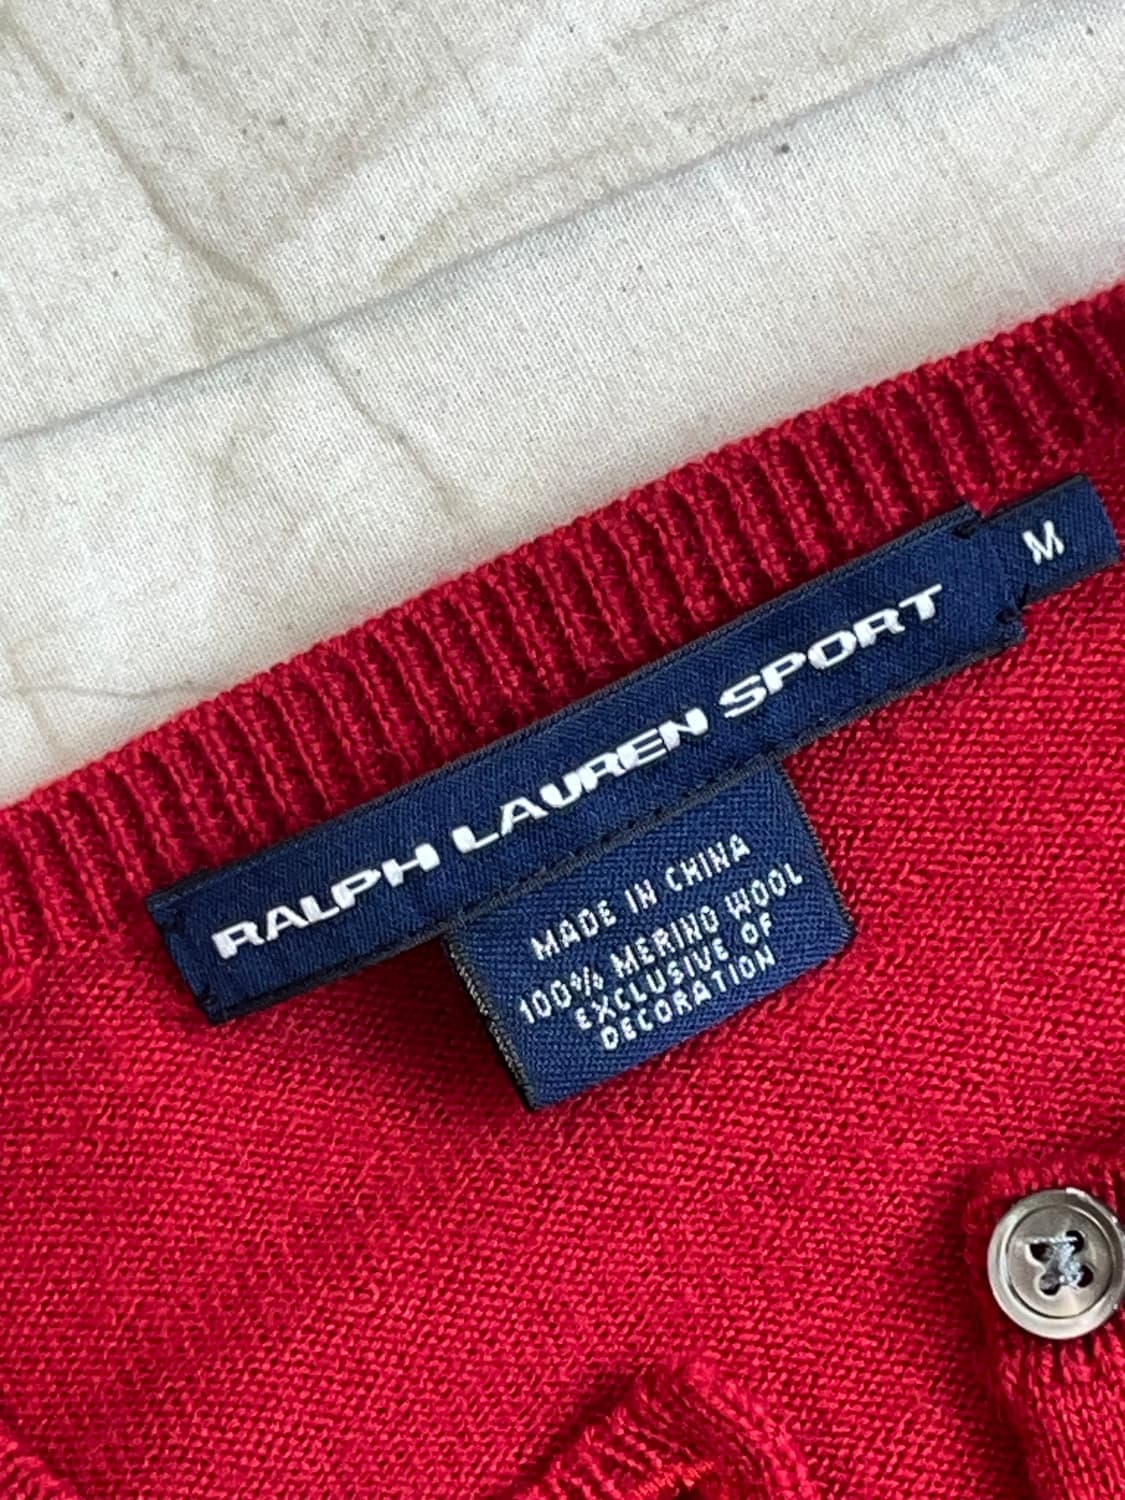 RALPH LAUREN SPORT
M
MADE IN CHINA
100% MERINO WOOL
EXCLUSIVE OF
DECORATION